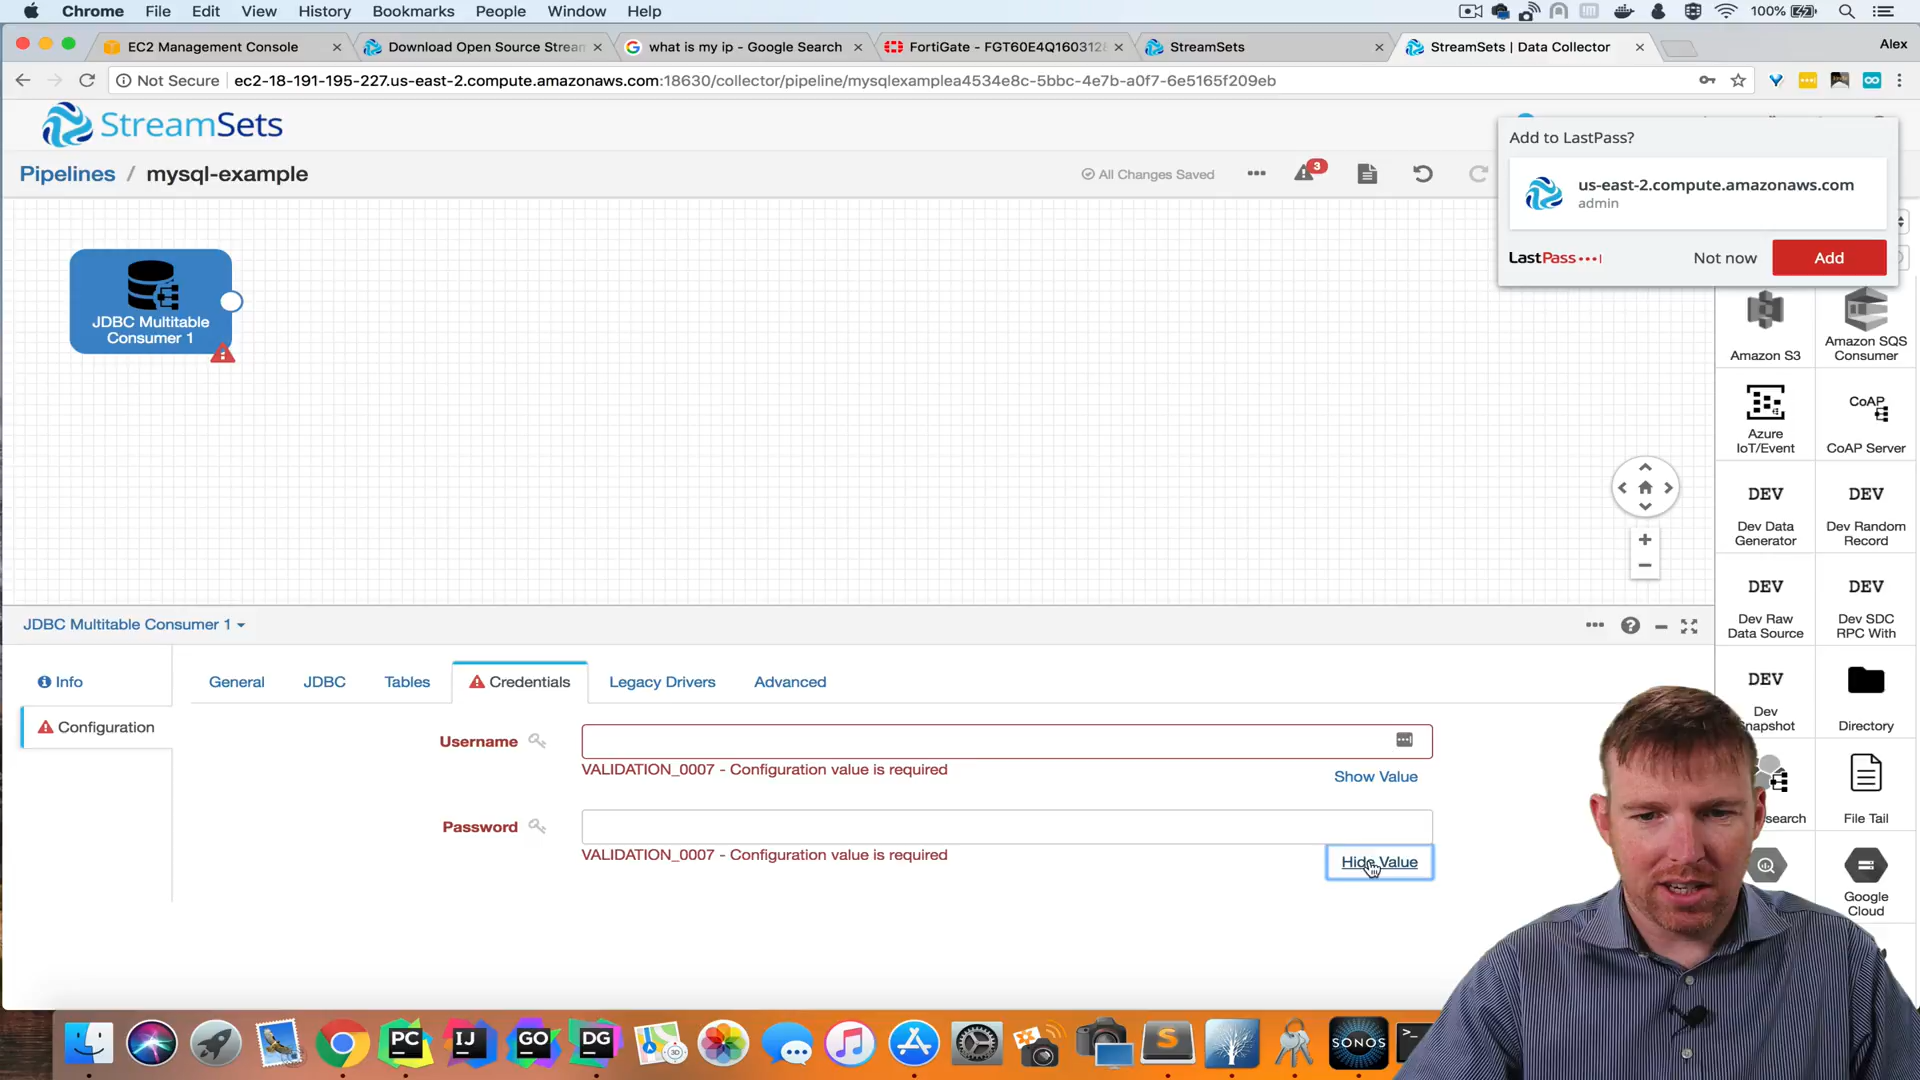 Chrome File Edit View History Bookmarks People Window Help 100%
EC2 Management Console
Download Open Source Strean
what is my ip - Google Search
FortiGate - FGT60E4Q1603128
StreamSets
StreamSets | Data Collector
Alex
Not Secure ec2-18-191-195-227.us-east-2.compute.amazonaws.com:18630/collector/pipeline/mysqlexamplea4534e8c-5bbc-4e7b-a0f7-6e5165f209eb
StreamSets
Add to LastPass?
us-east-2.compute.amazonaws.com
admin
LastPass Not now Add
Pipelines / mysql-example
All Changes Saved
3
JDBC Multitable
Consumer 1
Amazon S3
Amazon SQS
Consumer
Azure
IoT/Event
CoAP
CoAP Server
DEV
Dev Data
Generator
DEV
Dev Random
Record
DEV
Dev Raw
Data Source
DEV
Dev SDC
RPC With
DEV
Dev
Directory
search
File Tail
Google
Cloud
JDBC Multitable Consumer 1
Info
Configuration
General JDBC Tables Credentials Legacy Drivers Advanced
Username
VALIDATION_0007 - Configuration value is required
Show Value
Password
VALIDATION_0007 - Configuration value is required
Hide Value
PC IJ GO DG 3D S SONOS >_